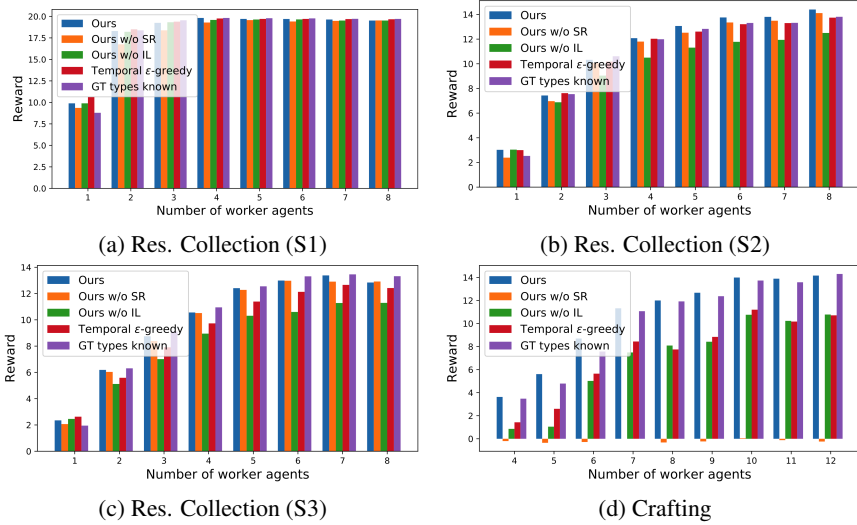 20.0
17.5
15.0
12.5
10.0
7.5
5.0
2.5
0.0
Reward
Ours
Ours w/o SR
Ours w/o IL
Temporal ε-greedy
GT types known
1 2 3 4 5 6 7 8
Number of worker agents
(a) Res. Collection (S1)
14
12
10
8
6
4
2
0
Reward
Ours
Ours w/o SR
Ours w/o IL
Temporal ε-greedy
GT types known
1 2 3 4 5 6 7 8
Number of worker agents
(b) Res. Collection (S2)
14
12
10
8
6
4
2
0
Reward
Ours
Ours w/o SR
Ours w/o IL
Temporal ε-greedy
GT types known
1 2 3 4 5 6 7 8
Number of worker agents
(c) Res. Collection (S3)
14
12
10
8
6
4
2
0
Reward
Ours
Ours w/o SR
Ours w/o IL
Temporal ε-greedy
GT types known
4 5 6 7 8 9 10 11 12
Number of worker agents
(d) Crafting